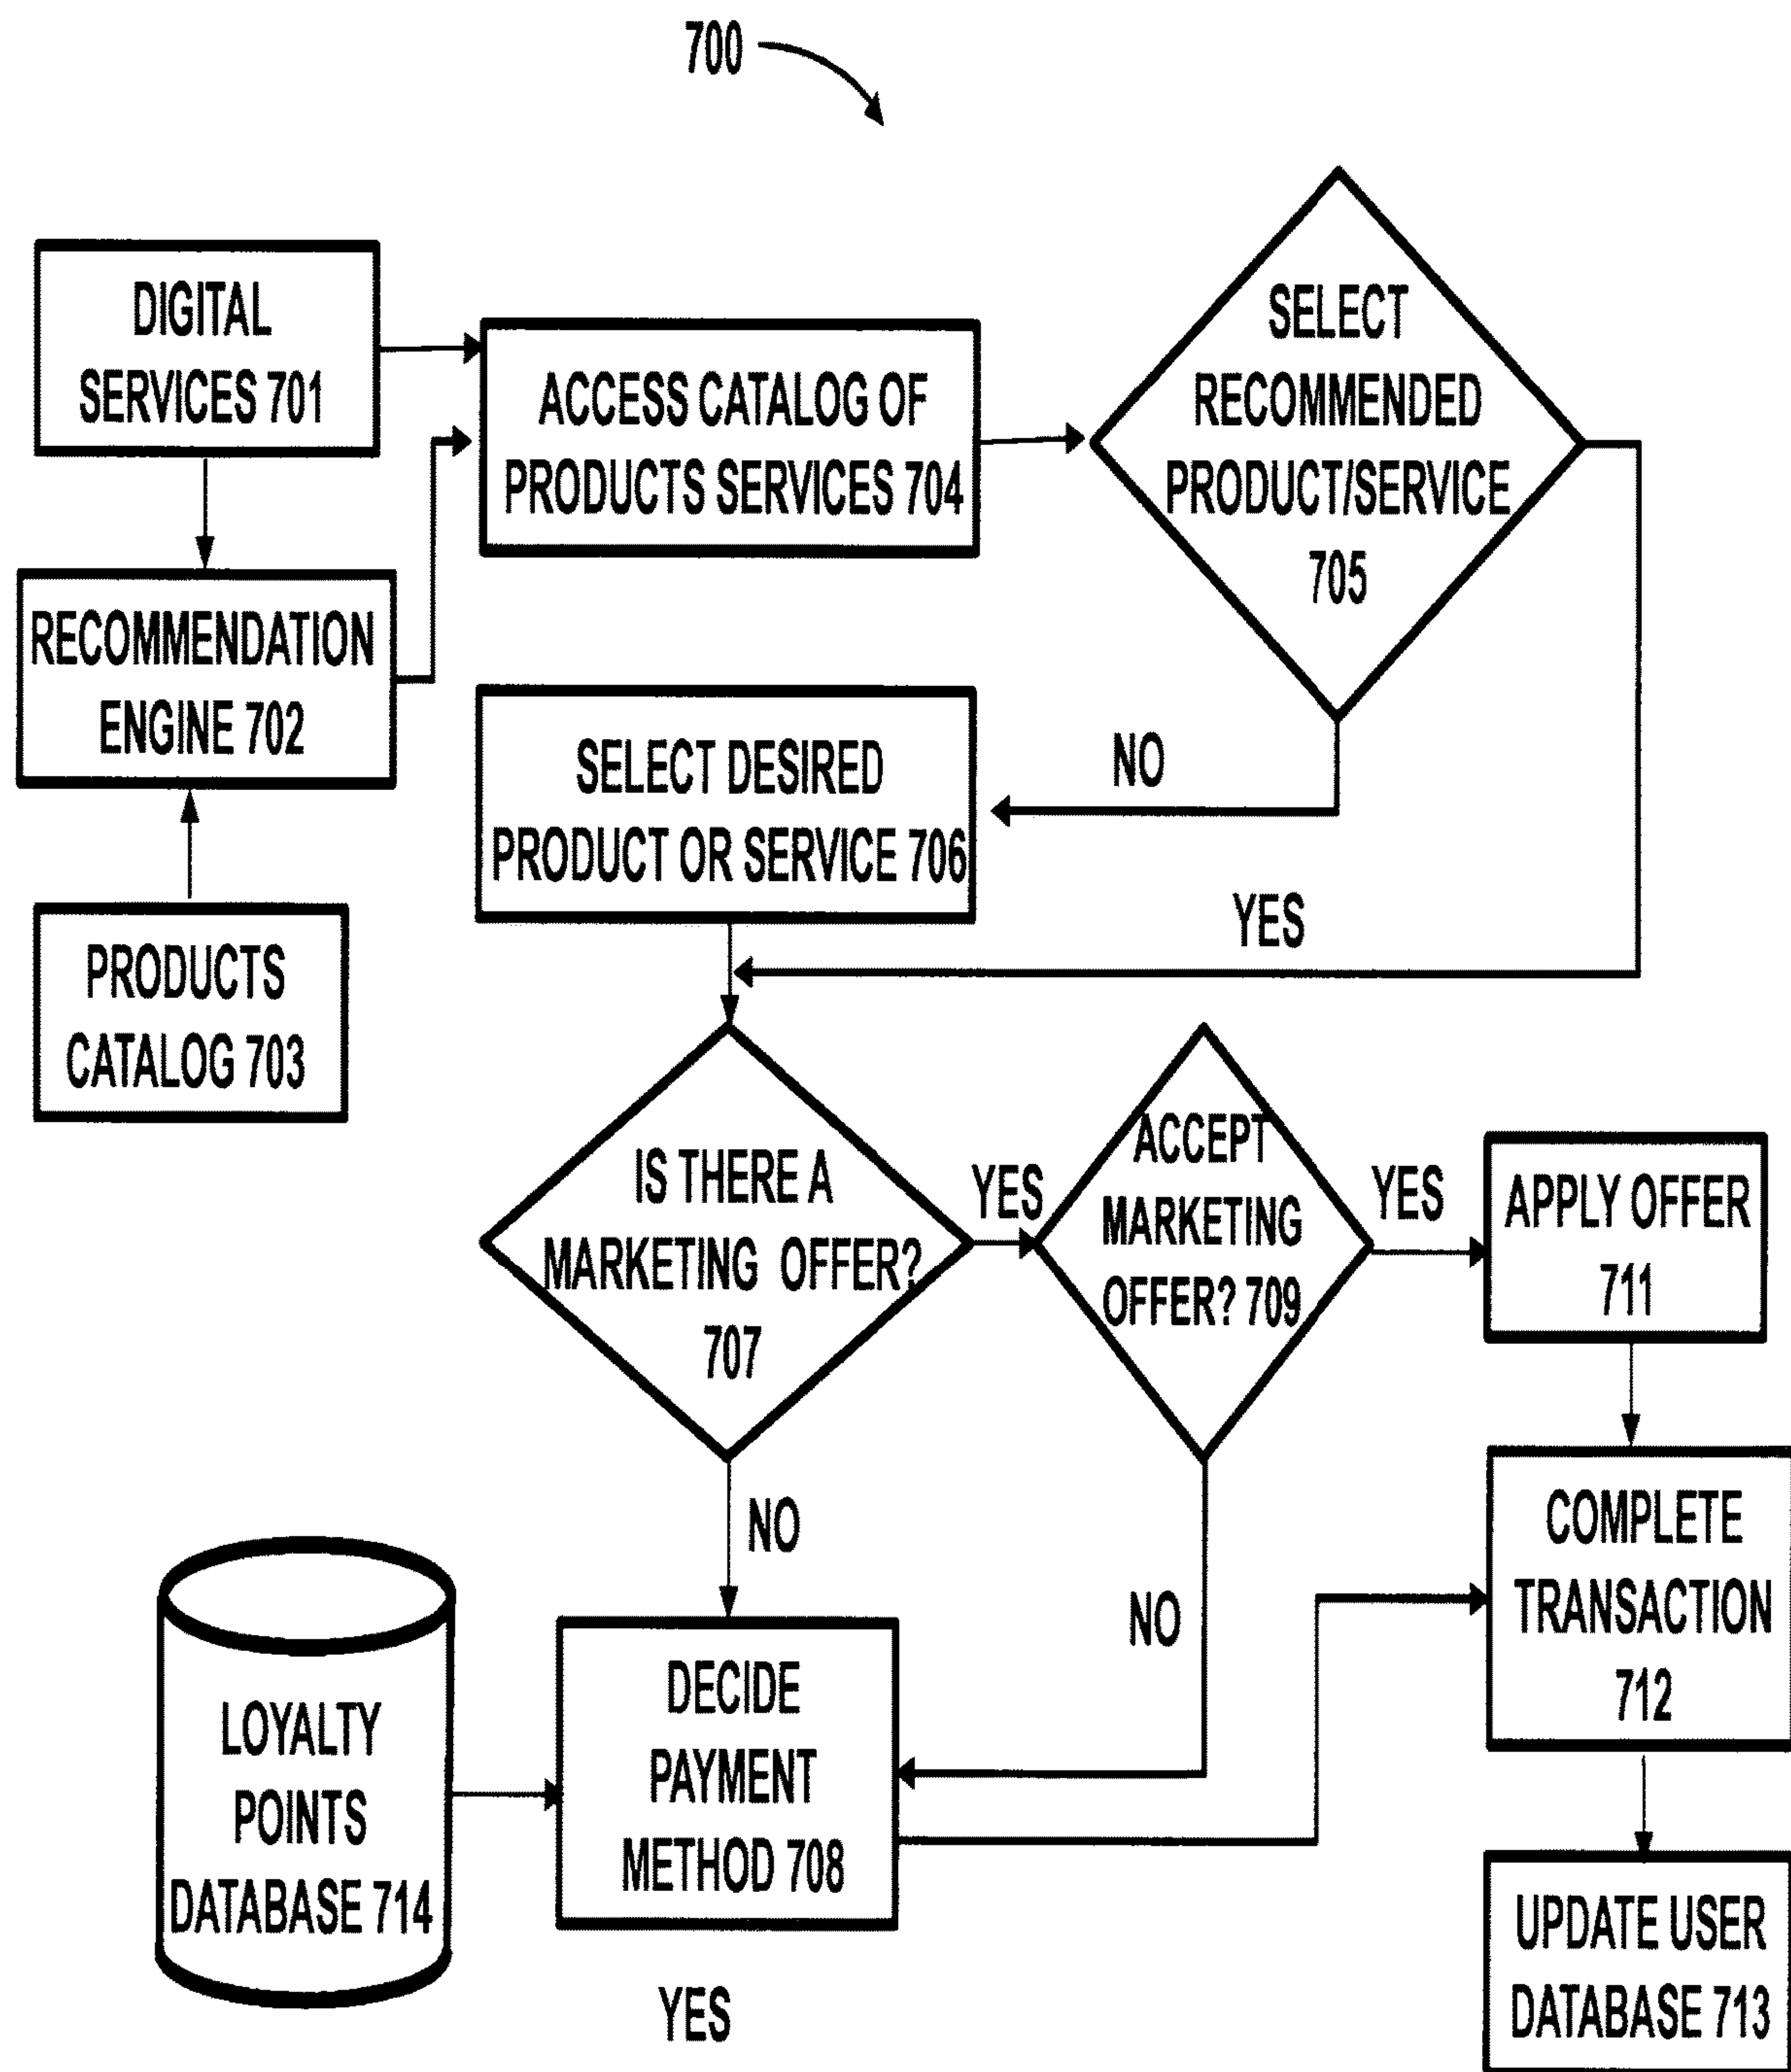 700
DIGITAL
SERVICES 701
ACCESS CATALOG OF
PRODUCTS SERVICES 704
SELECT
RECOMMENDED
PRODUCT/SERVICE
705
RECOMMENDATION
ENGINE 702
SELECT DESIRED
PRODUCT OR SERVICE 706
NO
YES
PRODUCTS
CATALOG 703
IS THERE A
MARKETING OFFER?
707
YES
ACCEPT
MARKETING
OFFER? 709
YES
APPLY OFFER
711
NO
NO
COMPLETE
TRANSACTION
712
LOYALTY
POINTS
DATABASE 714
DECIDE
PAYMENT
METHOD 708
YES
UPDATE USER
DATABASE 713